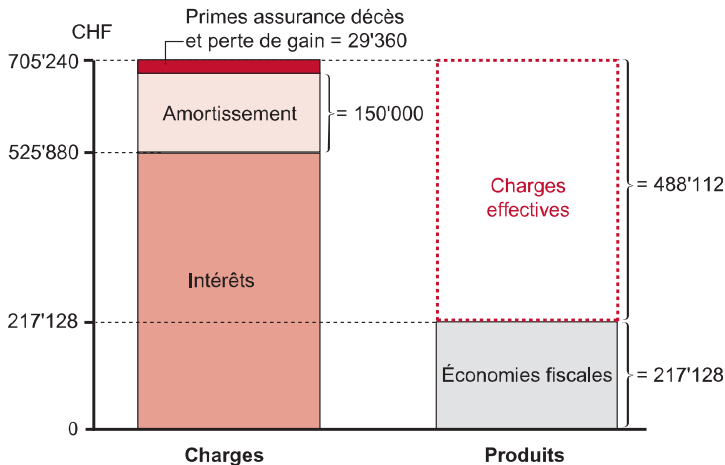 Primes assurance décès
et perte de gain = 29'360
CHF
705'240
Amortissement
= 150'000
525'880
Charges
effectives
= 488'112
Intérêts
217'128
Économies fiscales
= 217'128
0
Charges
Produits